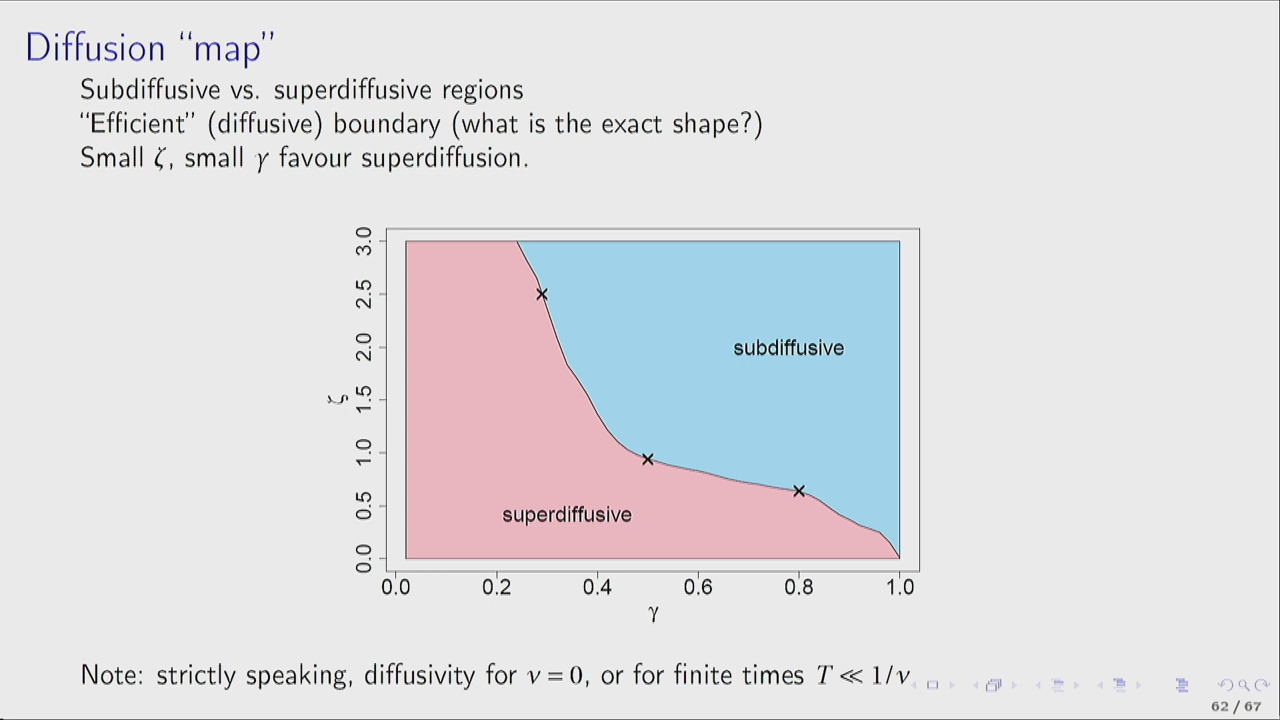 Diffusion “map”
Subdiffusive vs. superdiffusive regions
“Efficient” (diffusive) boundary (what is the exact shape?)
Small ζ, small γ favour superdiffusion.
3.0
2.5
2.0
1.5
1.0
0.5
0.0
ζ
subdiffusive
superdiffusive
0.0 0.2 0.4 0.6 0.8 1.0
γ
Note: strictly speaking, diffusivity for ν = 0, or for finite times T ≪ 1/ν
62 / 67